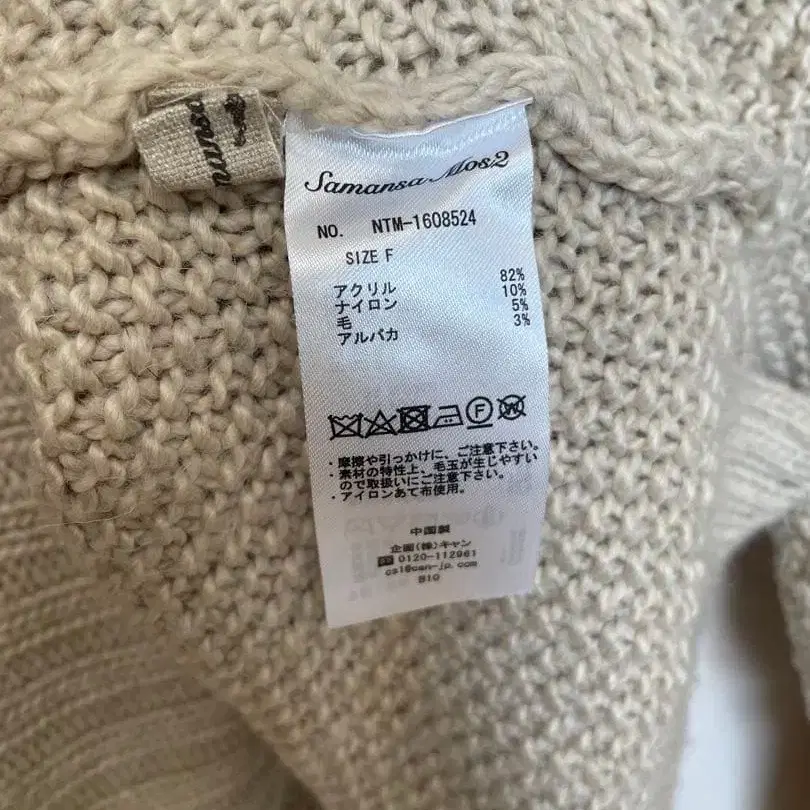 Samansa Mos2
NO. NTM-1608524
SIZE F
アクリル 82%
ナイロン 10%
毛 5%
アルパカ 3%
・摩擦や引っかけに、ご注意下さい。
・素材の特性上、毛玉が生じやすい
ので取扱いにご注意下さい。
・アイロンあて布使用。
中国製
企画(株)キャン
0120-112961
cs1@can-jp.com
B10